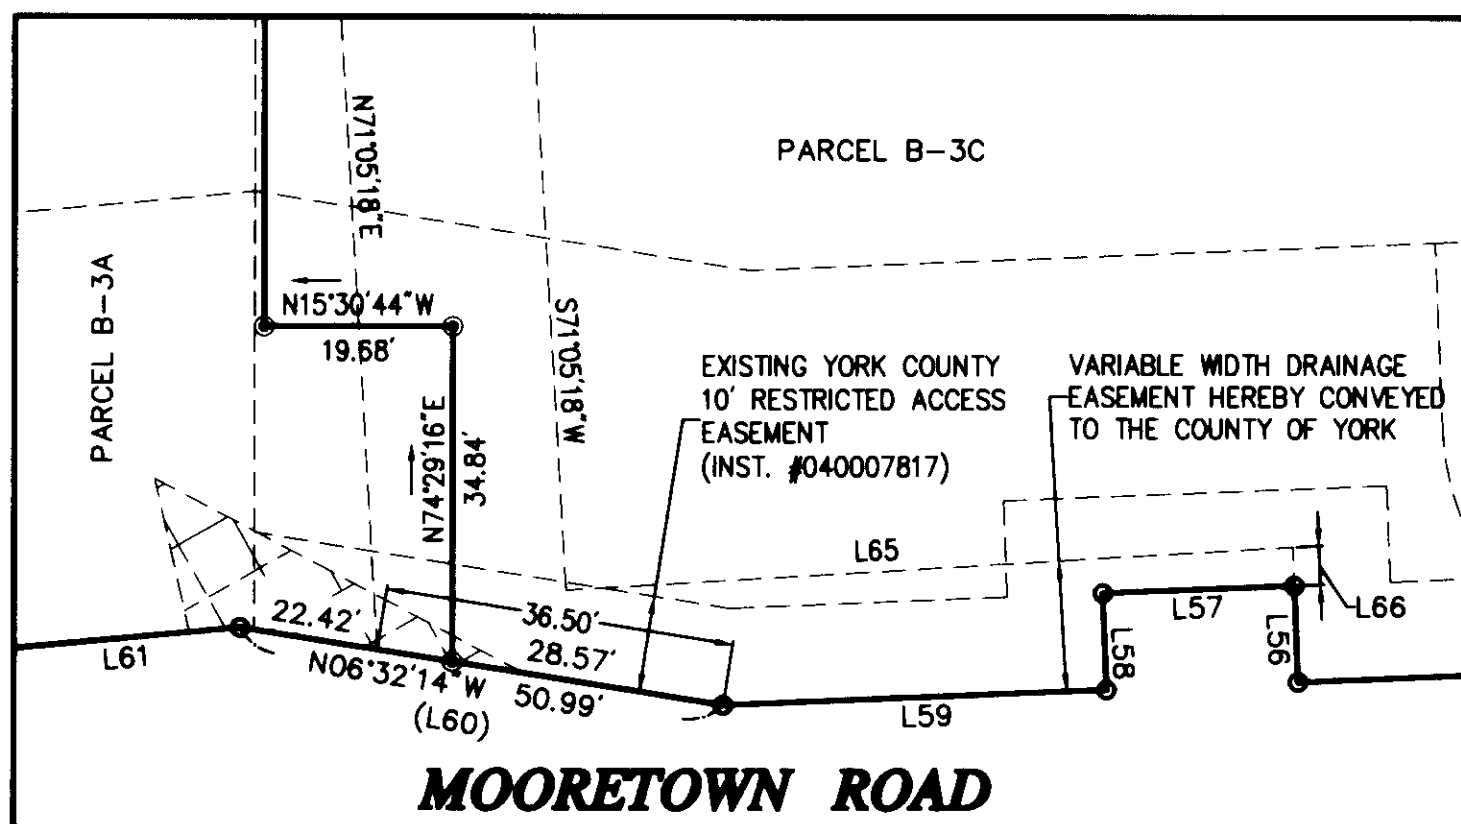 N71°05'18"E
PARCEL B-3C
PARCEL B-3A
N15°30'44"W
19.68'
S71°05'18"W
N74°29'16"E
34.84'
EXISTING YORK COUNTY
10' RESTRICTED ACCESS
EASEMENT
(INST. #040007817)
VARIABLE WIDTH DRAINAGE
EASEMENT HEREBY CONVEYED
TO THE COUNTY OF YORK
L65
L66
L57
L56
L58
22.42'
36.50'
28.57'
L61
N06°32'14"W
50.99'
(L60)
L59
MOORETOWN ROAD